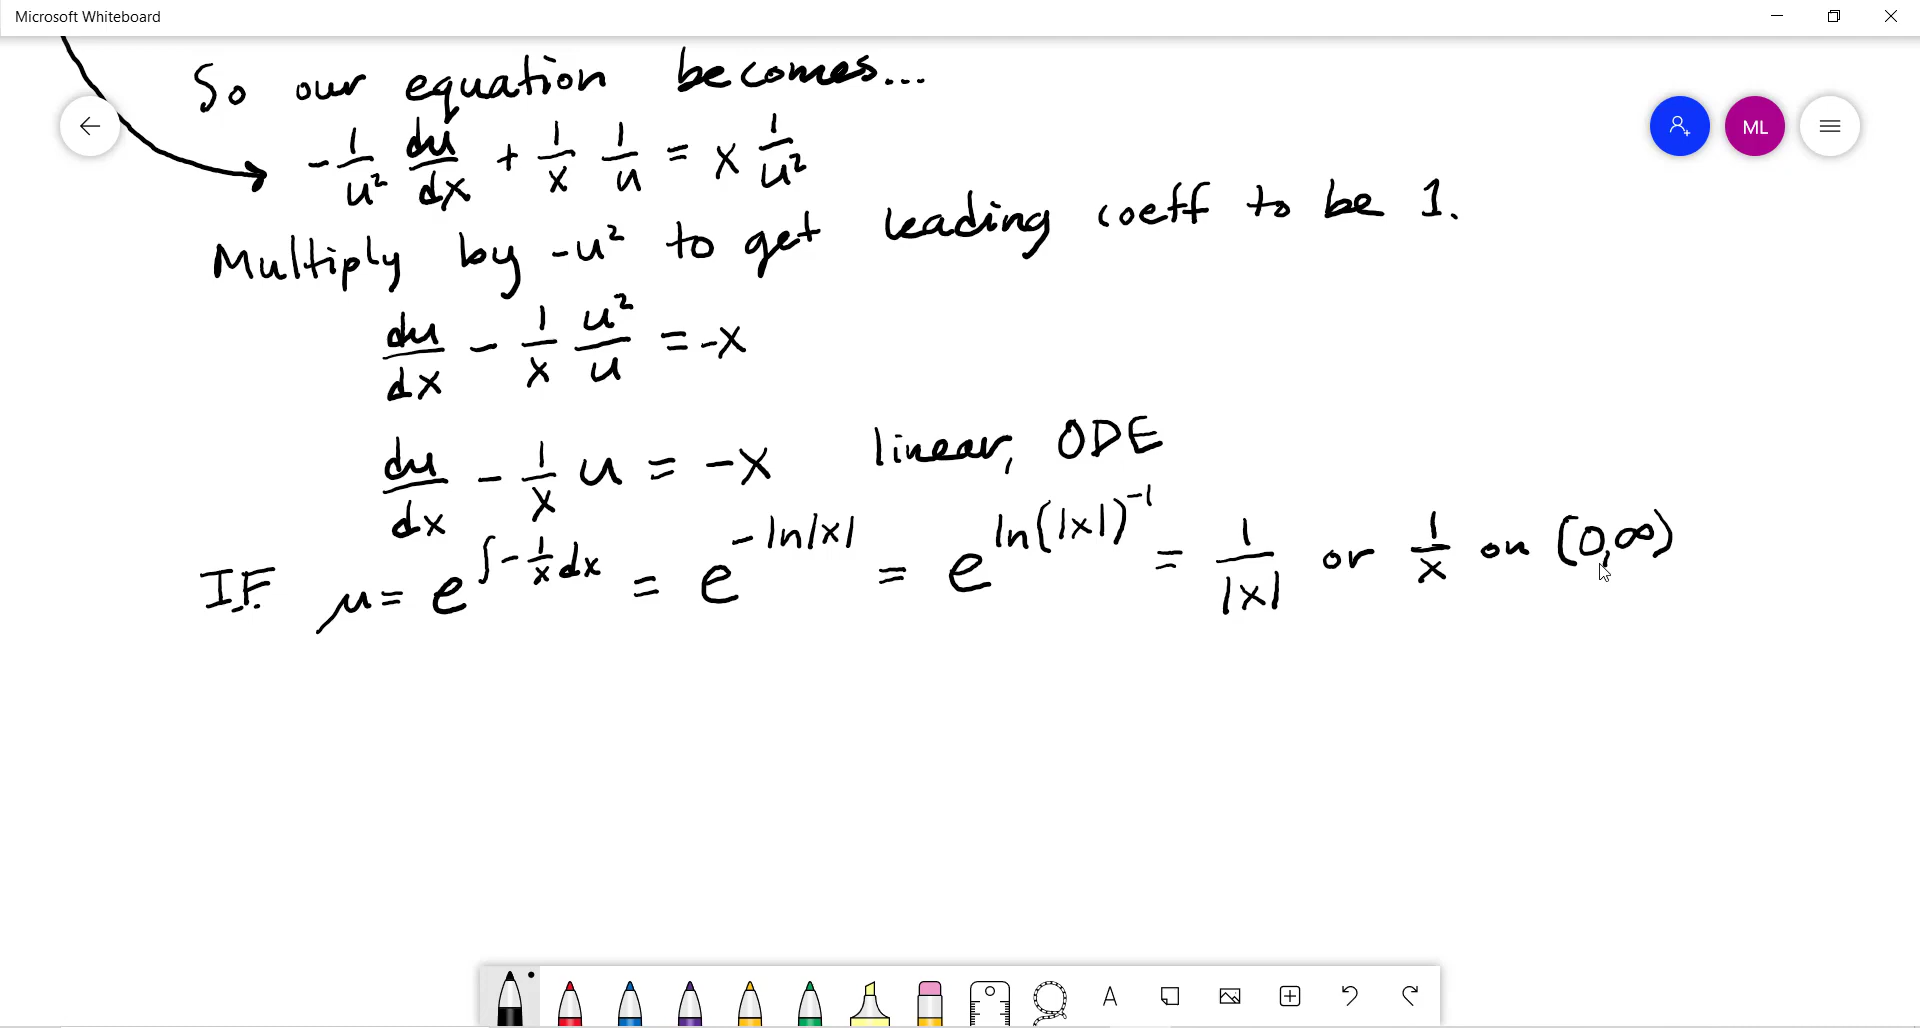 Microsoft Whiteboard
So our equation becomes...
-1/u² du/dx + 1/x 1/u = x 1/u²
Multiply by -u² to get leading coeff to be 1.
du/dx - 1/x u²/u = -x
du/dx - 1/x u = -x linear, ODE
I.F. μ = e^(∫-1/x dx) = e^(-ln|x|) = e^(ln(|x|)^-1) = 1/|x| or 1/x on (0,∞)
ML
A